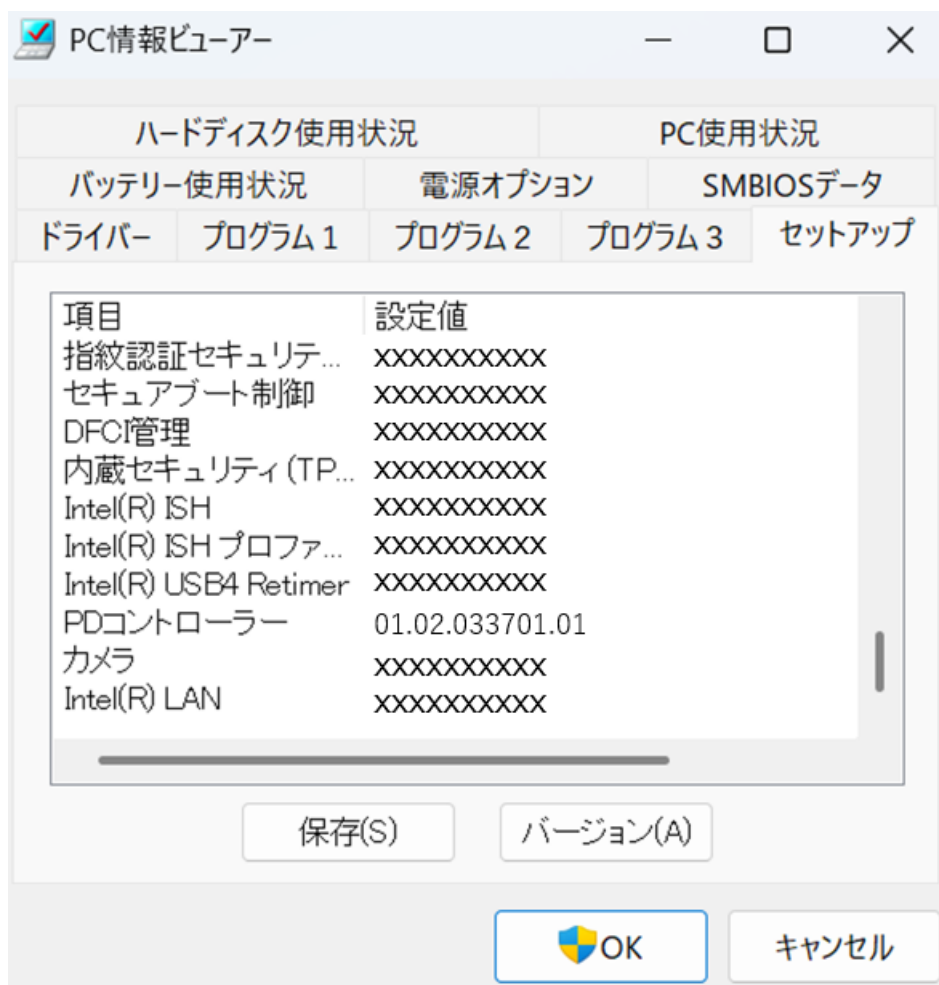 PC情報ビューアー
ハードディスク使用状況 PC使用状況
バッテリー使用状況 電源オプション SMBIOSデータ
ドライバー プログラム 1 プログラム 2 プログラム 3 セットアップ
項目 設定値
指紋認証セキュリテ... xxxxxxxxxx
セキュアブート制御 xxxxxxxxxx
DFCI管理 xxxxxxxxxx
内蔵セキュリティ(TP... xxxxxxxxxx
Intel(R) ISH xxxxxxxxxx
Intel(R) ISH プロファ... xxxxxxxxxx
Intel(R) USB4 Retimer xxxxxxxxxx
PDコントローラー 01.02.033701.01
カメラ xxxxxxxxxx
Intel(R) LAN xxxxxxxxxx
保存(S) バージョン(A)
OK キャンセル